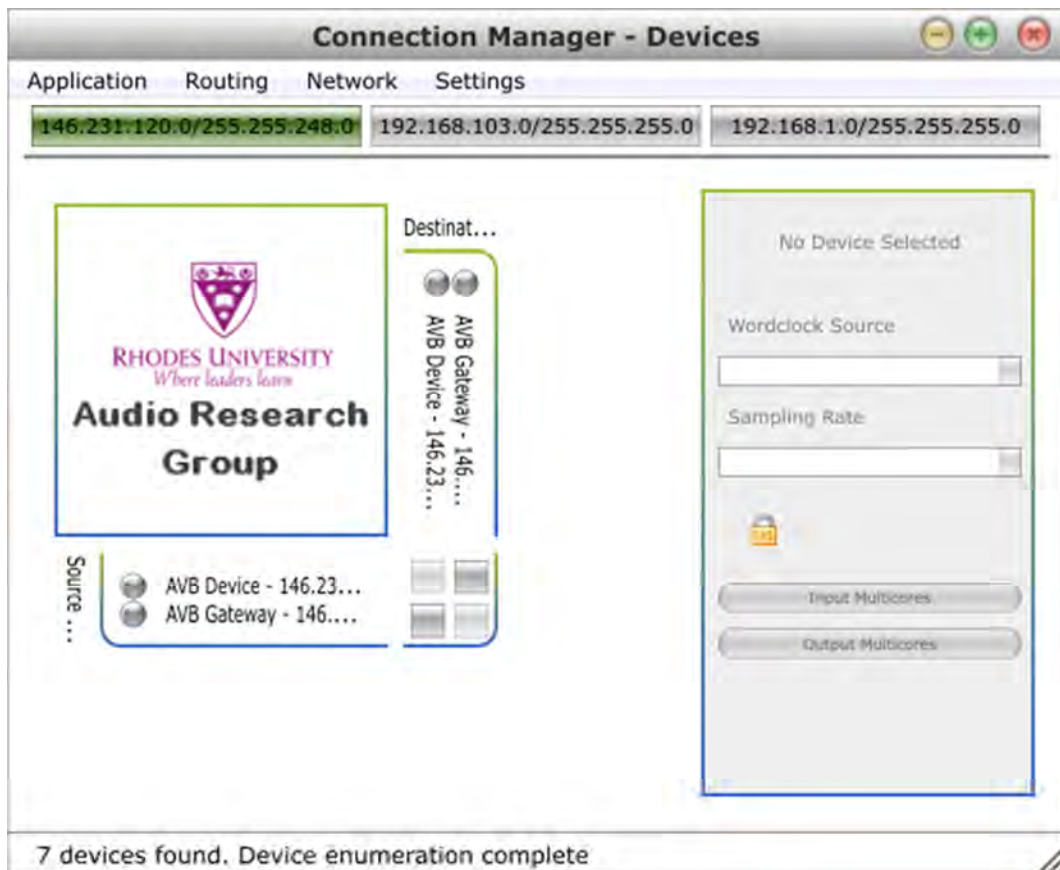 Connection Manager - Devices
Application Routing Network Settings
146.231.120.0/255.255.248.0 192.168.103.0/255.255.255.0 192.168.1.0/255.255.255.0
RHODES UNIVERSITY
Where leaders learn
Audio Research
Group
Destinat...
AVB Device - 146.23...
AVB Gateway - 146....
Source ...
AVB Device - 146.23...
AVB Gateway - 146....
No Device Selected
Wordclock Source
Sampling Rate
Input Multicores
Output Multicores
7 devices found. Device enumeration complete